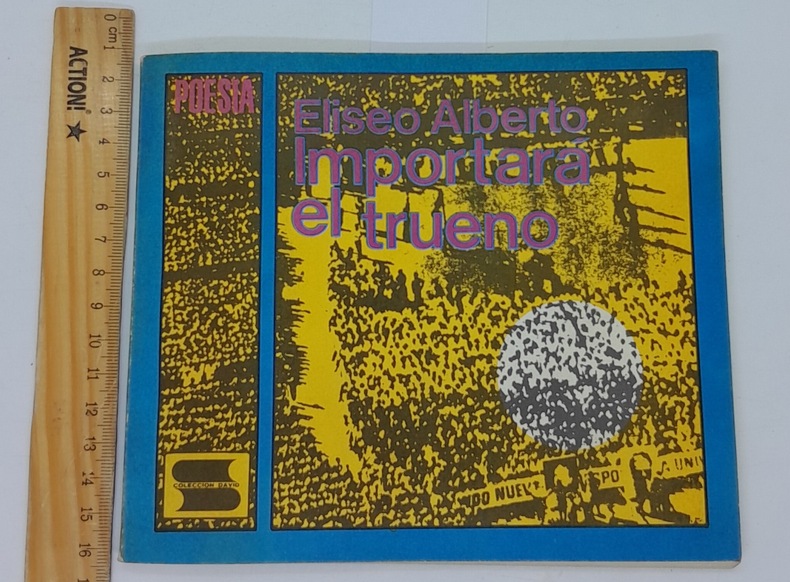 0 cm 1
2
3
4
5
6
7
8
9
10
11
12
13
14
15
16
ACTION!
POESIA
Eliseo Alberto
Importará
el trueno
COLECCION DAVID